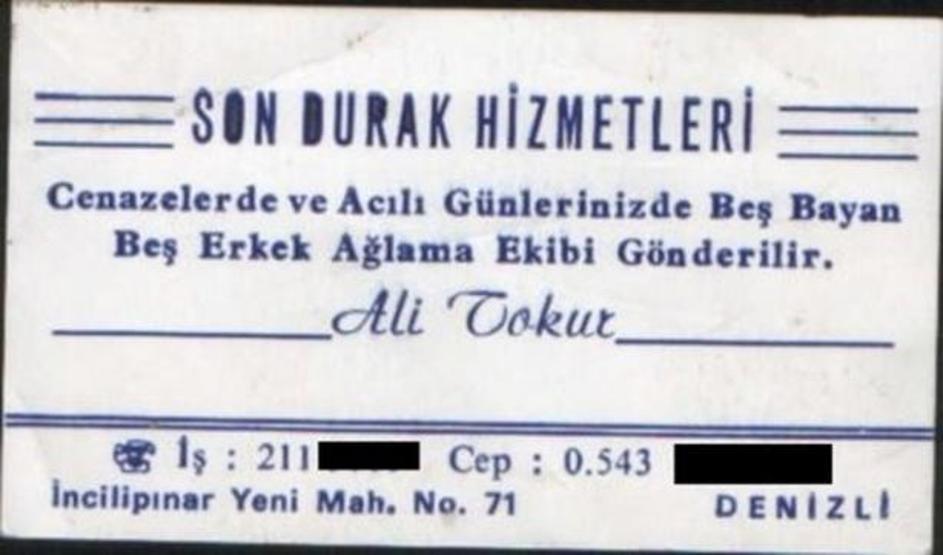 SON DURAK HİZMETLERİ
Cenazelerde ve Acılı Günlerinizde Beş Bayan
Beş Erkek Ağlama Ekibi Gönderilir.
Ali Tokur
İş : 211 Cep : 0.543
İncilipınar Yeni Mah. No. 71 DENİZLİ